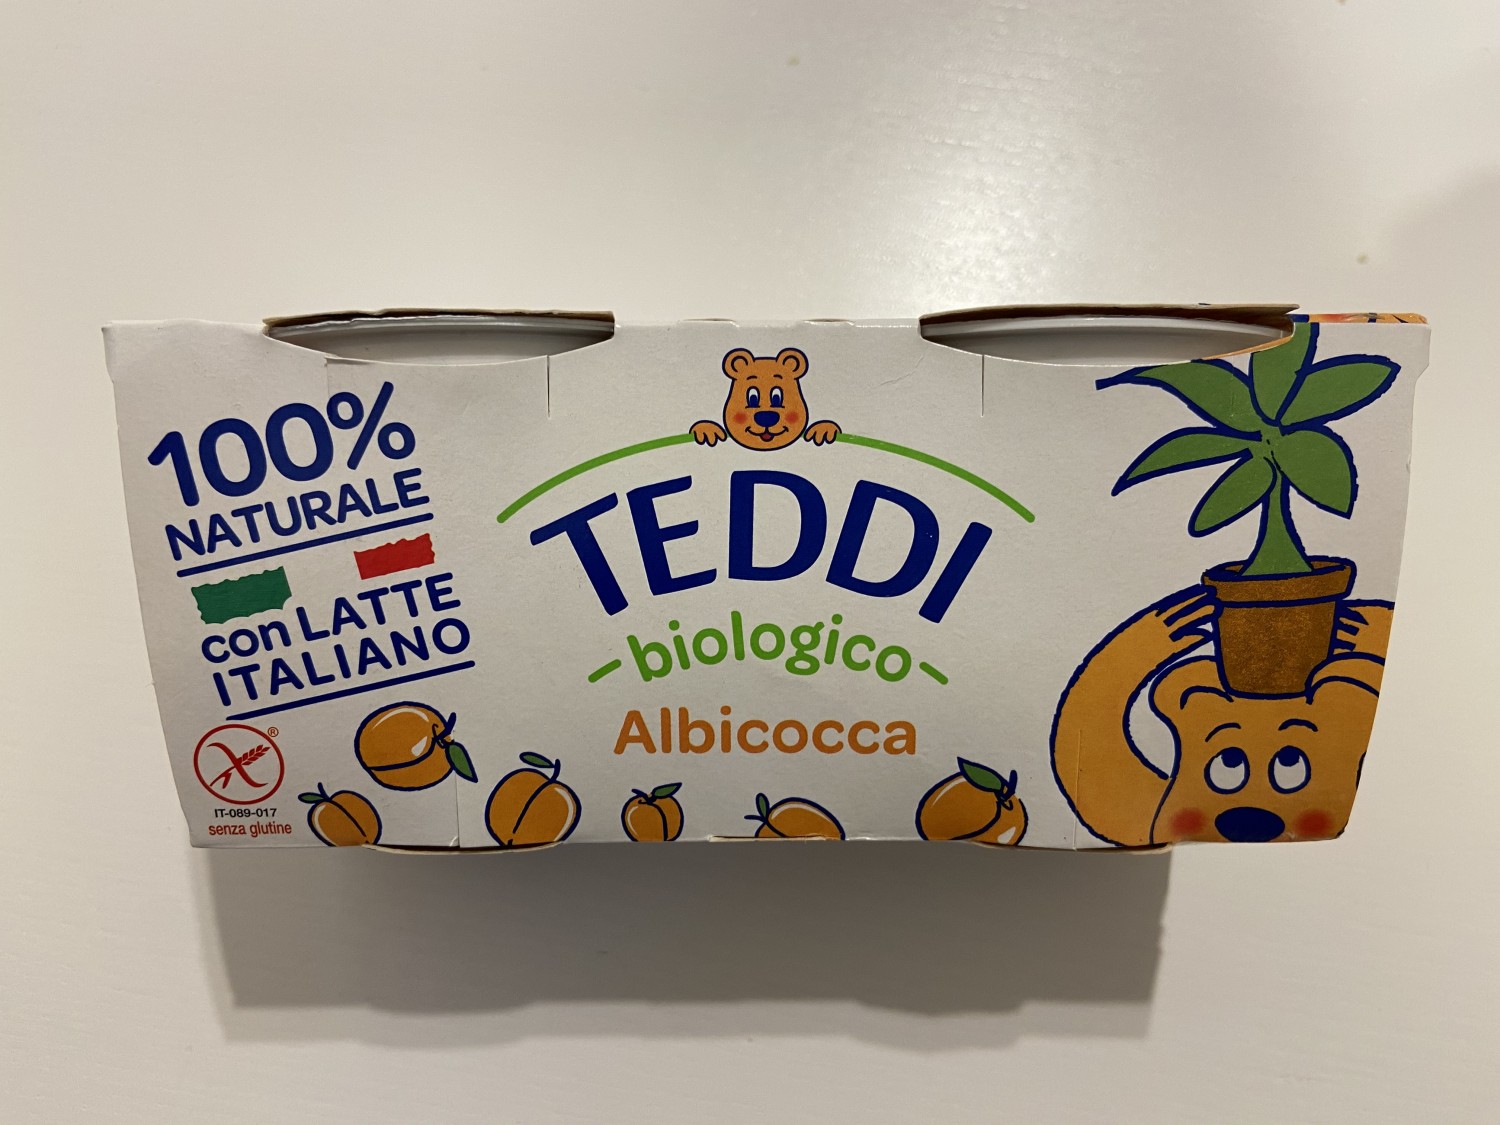 100%
NATURALE
con LATTE
ITALIANO
®
IT-089-017
senza glutine
TEDDI
-biologico-
Albicocca